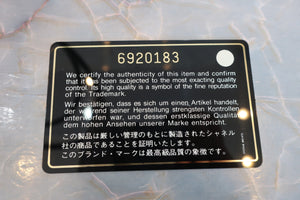 6920183
We certify the authenticity of this item and confirm
that it has been subjected to the most exacting quality
control. Its high quality is a symbol of the fine reputation
of the Trademark.
Wir bestätigen, dass es sich um einen Artikel handelt,
der während seiner Herstellung strengsten Kontrollen
unterworfen war, und dessen erstklassige Qualität
dem hohen Ansehen unserer Marke entspricht.
この製品は厳しい管理のもとに製造されたシャネル
社の商品であることを証明いたします。
このブランド・マークは最高級品質の象徴です。